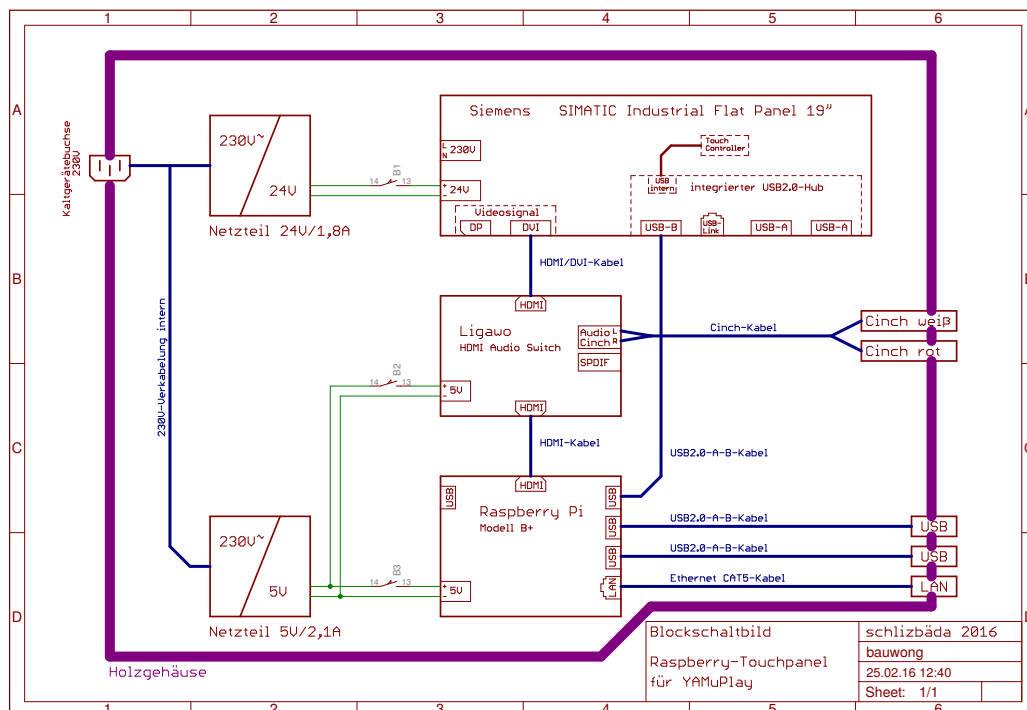 1 2 3 4 5 6
A
A
Siemens SIMATIC Industrial Flat Panel 19"
Kaltgerätebuchse
230V
230V~
24V
Netzteil 24V/1,8A
14 13
B1
L
N
230V
+
-
24V
Touch
Controller
USB
intern
integrierter USB2.0-Hub
Videosignal
DP
DVI
USB-B
USB-
Link
USB-A
USB-A
B
B
HDMI/DVI-Kabel
230V-Verkabelung intern
HDMI
Ligawo
HDMI Audio Switch
Audio L
Cinch R
SPDIF
Cinch-Kabel
Cinch weiß
Cinch rot
14 13
B2
+
-
5V
HDMI
C
C
HDMI-Kabel
USB2.0-A-B-Kabel
HDMI
USB
Raspberry Pi
Modell B+
USB
USB
USB2.0-A-B-Kabel
USB
USB
USB2.0-A-B-Kabel
USB
LAN
Ethernet CAT5-Kabel
LAN
230V~
5V
Netzteil 5V/2,1A
14 13
B3
+
-
5V
D
D
Holzgehäuse
Blockschaltbild
Raspberry-Touchpanel
für YAMuPlay
schlizbäda 2016
bauwong
25.02.16 12:40
Sheet: 1/1
1 2 3 4 5 6